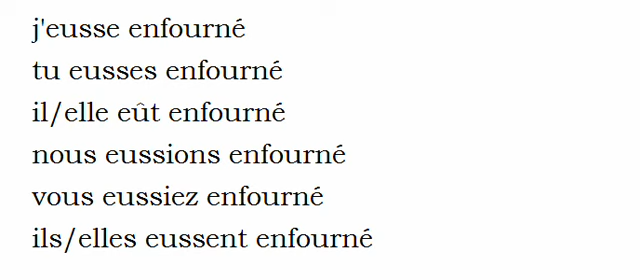 j'eusse enfourné
tu eusses enfourné
il/elle eût enfourné
nous eussions enfourné
vous eussiez enfourné
ils/elles eussent enfourné